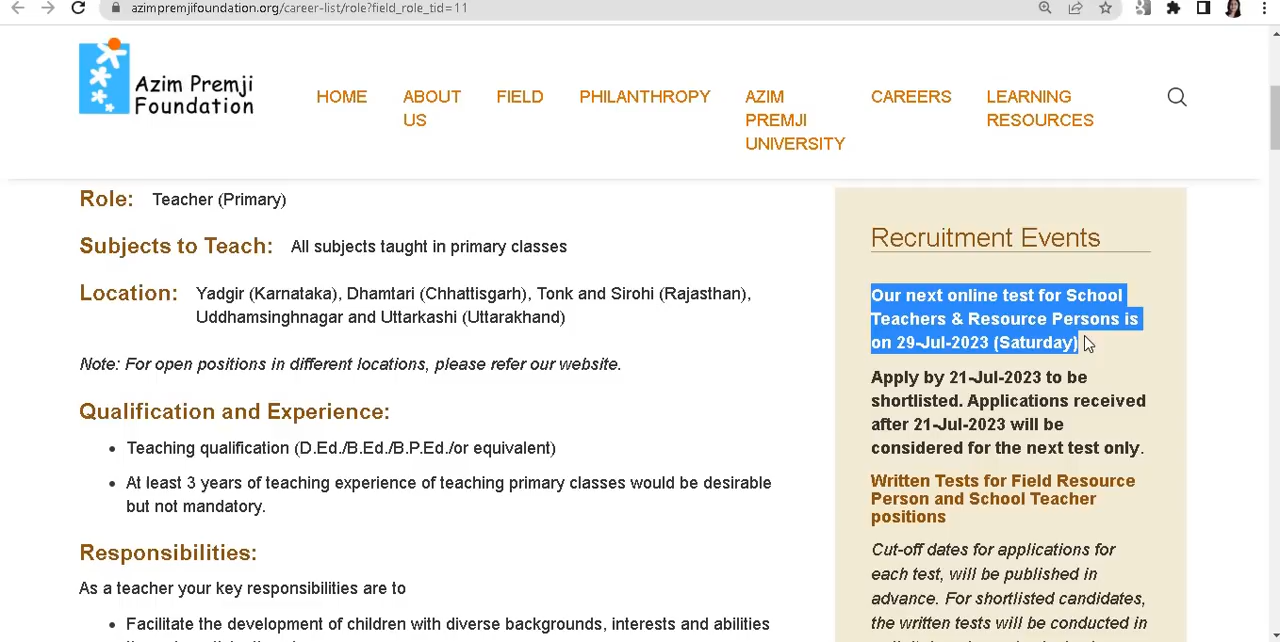 azimpremjifoundation.org/career-list/role?field_role_tid=11
Azim Premji
Foundation
HOME
ABOUT
US
FIELD
PHILANTHROPY
AZIM
PREMJI
UNIVERSITY
CAREERS
LEARNING
RESOURCES
Role: Teacher (Primary)
Subjects to Teach: All subjects taught in primary classes
Location: Yadgir (Karnataka), Dhamtari (Chhattisgarh), Tonk and Sirohi (Rajasthan),
Uddhamsinghnagar and Uttarkashi (Uttarakhand)
Note: For open positions in different locations, please refer our website.
Qualification and Experience:
• Teaching qualification (D.Ed./B.Ed./B.P.Ed./or equivalent)
• At least 3 years of teaching experience of teaching primary classes would be desirable
but not mandatory.
Responsibilities:
As a teacher your key responsibilities are to
• Facilitate the development of children with diverse backgrounds, interests and abilities
Recruitment Events
Our next online test for School
Teachers & Resource Persons is
on 29-Jul-2023 (Saturday)
Apply by 21-Jul-2023 to be
shortlisted. Applications received
after 21-Jul-2023 will be
considered for the next test only.
Written Tests for Field Resource
Person and School Teacher
positions
Cut-off dates for applications for
each test, will be published in
advance. For shortlisted candidates,
the written tests will be conducted in